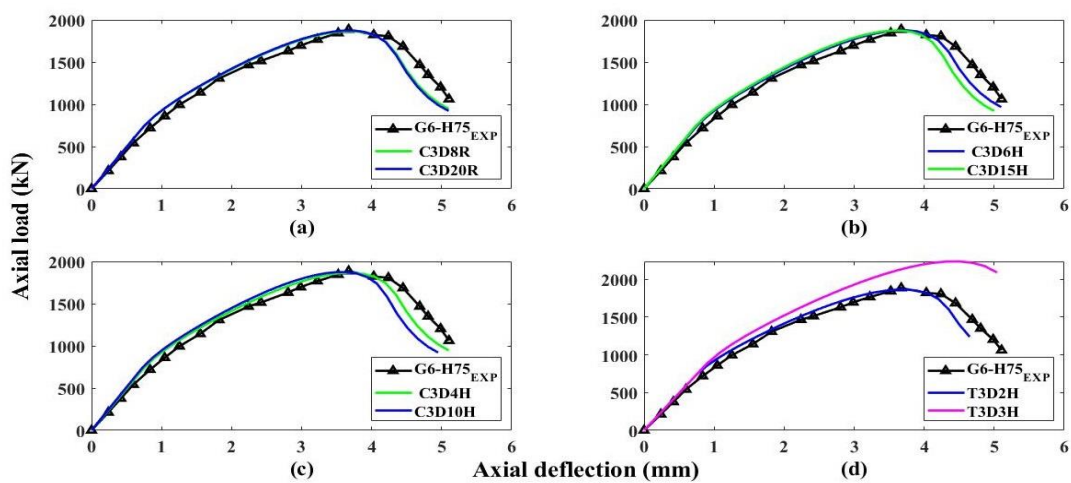 2000
1500
1000
500
0
0 1 2 3 4 5 6
G6-H75EXP
C3D8R
C3D20R
(a)
2000
1500
1000
500
0
0 1 2 3 4 5 6
G6-H75EXP
C3D6H
C3D15H
(b)
Axial load (kN)
2000
1500
1000
500
0
0 1 2 3 4 5 6
G6-H75EXP
C3D4H
C3D10H
(c)
2000
1500
1000
500
0
0 1 2 3 4 5 6
G6-H75EXP
T3D2H
T3D3H
(d)
Axial deflection (mm)